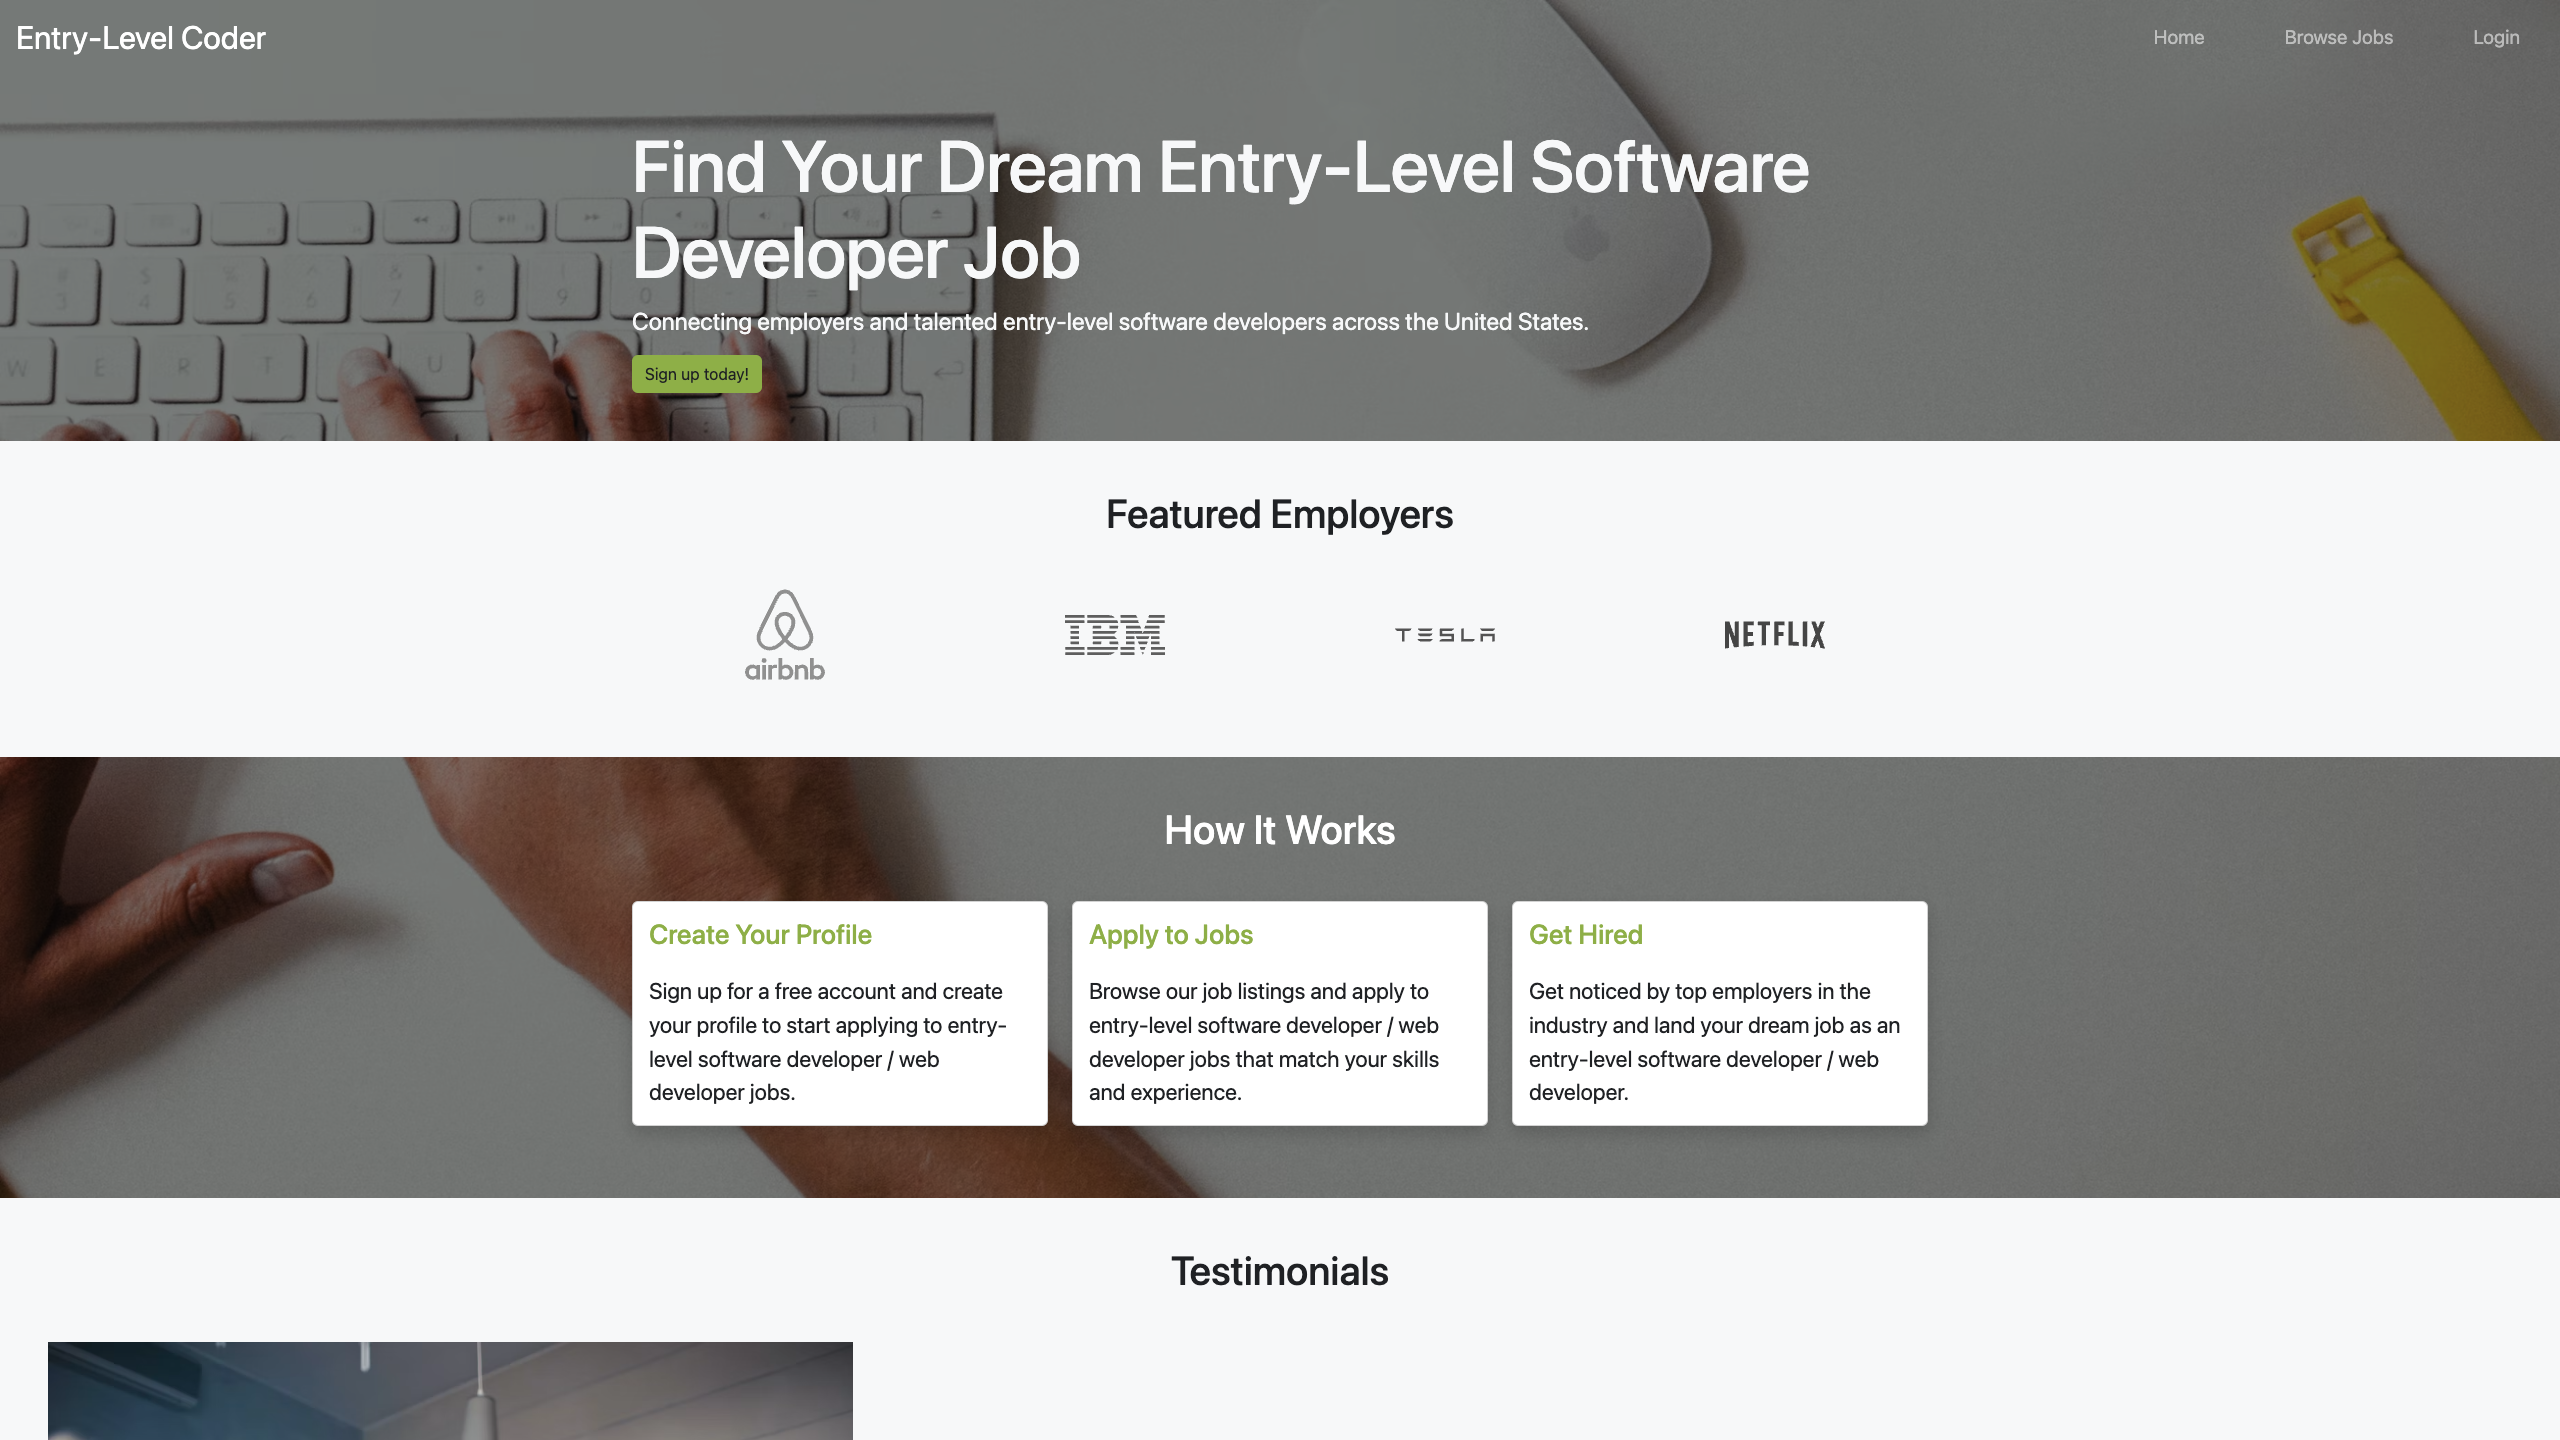 Entry-Level Coder
Home
Browse Jobs
Login
Find Your Dream Entry-Level Software
Developer Job
Connecting employers and talented entry-level software developers across the United States.
Sign up today!
Featured Employers
airbnb
IBM
TESLA
NETFLIX
How It Works
Create Your Profile
Sign up for a free account and create
your profile to start applying to entry-
level software developer / web
developer jobs.
Apply to Jobs
Browse our job listings and apply to
entry-level software developer / web
developer jobs that match your skills
and experience.
Get Hired
Get noticed by top employers in the
industry and land your dream job as an
entry-level software developer / web
developer.
Testimonials